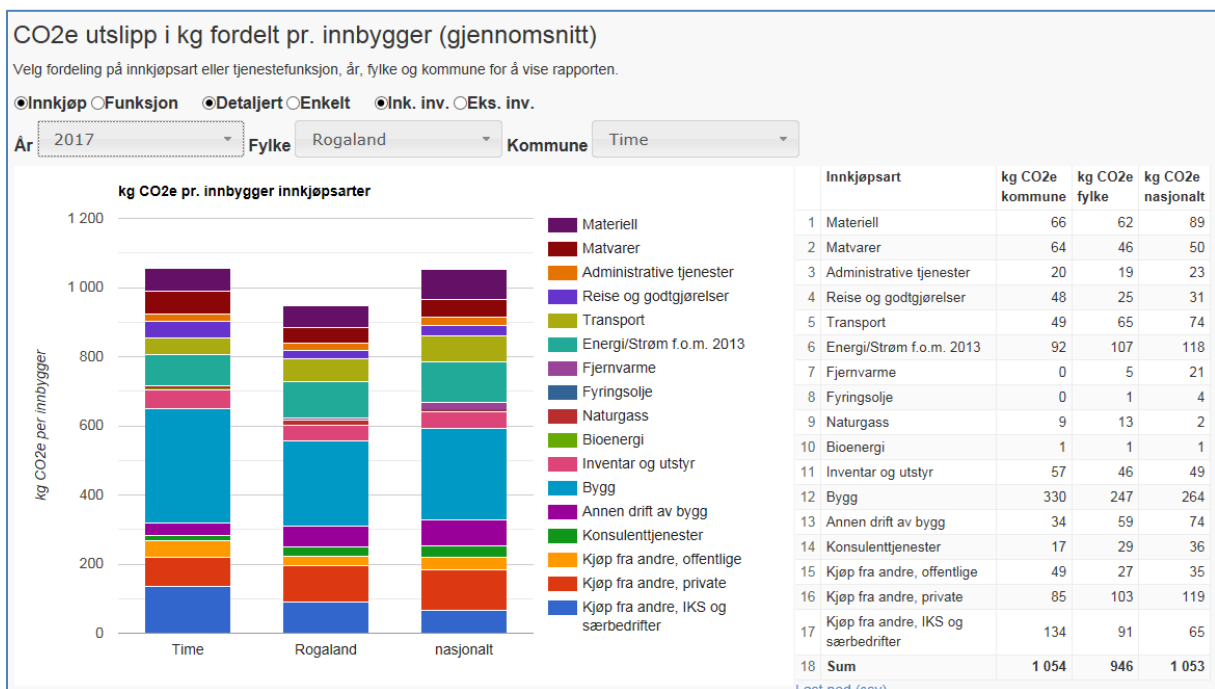 CO2e utslipp i kg fordelt pr. innbygger (gjennomsnitt)
Velg fordeling på innkjøpsart eller tjenestefunksjon, år, fylke og kommune for å vise rapporten.
Innkjøp Funksjon Detaljert Enkelt Ink. inv. Eks. inv.
År 2017 Fylke Rogaland Kommune Time
kg CO2e pr. innbygger innkjøpsarter
kg CO2e per innbygger
1 200
1 000
800
600
400
200
0
Time Rogaland nasjonalt
Materiell
Matvarer
Administrative tjenester
Reise og godtgjørelser
Transport
Energi/Strøm f.o.m. 2013
Fjernvarme
Fyringsolje
Naturgass
Bioenergi
Inventar og utstyr
Bygg
Annen drift av bygg
Konsulenttjenester
Kjøp fra andre, offentlige
Kjøp fra andre, private
Kjøp fra andre, IKS og
særbedrifter
Innkjøpsart kg CO2e kg CO2e kg CO2e
kommune fylke nasjonalt
1 Materiell 66 62 89
2 Matvarer 64 46 50
3 Administrative tjenester 20 19 23
4 Reise og godtgjørelser 48 25 31
5 Transport 49 65 74
6 Energi/Strøm f.o.m. 2013 92 107 118
7 Fjernvarme 0 5 21
8 Fyringsolje 0 1 4
9 Naturgass 9 13 2
10 Bioenergi 1 1 1
11 Inventar og utstyr 57 46 49
12 Bygg 330 247 264
13 Annen drift av bygg 34 59 74
14 Konsulenttjenester 17 29 36
15 Kjøp fra andre, offentlige 49 27 35
16 Kjøp fra andre, private 85 103 119
17 Kjøp fra andre, IKS og
særbedrifter 134 91 65
18 Sum 1 054 946 1 053
Last ned (csv)